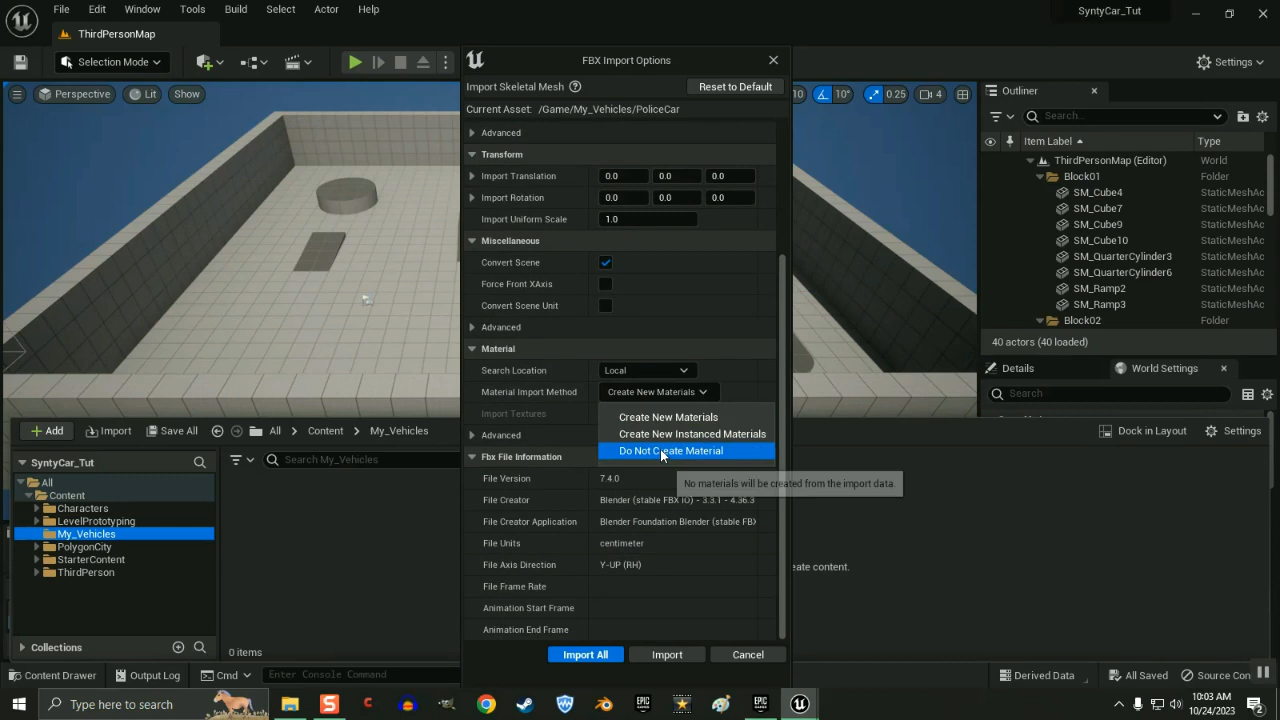 File Edit Window Tools Build Select Actor Help
SyntyCar_Tut
ThirdPersonMap
Selection Mode
Settings
Perspective
Lit
Show
10
10°
0.25
4
FBX Import Options
Import Skeletal Mesh
Reset to Default
Current Asset: /Game/My_Vehicles/PoliceCar
Advanced
Transform
Import Translation 0.0 0.0 0.0
Import Rotation 0.0 0.0 0.0
Import Uniform Scale 1.0
Miscellaneous
Convert Scene
Force Front XAxis
Convert Scene Unit
Advanced
Material
Search Location Local
Material Import Method Create New Materials
Import Textures
Create New Materials
Create New Instanced Materials
Do Not Create Material
No materials will be created from the import data.
Advanced
Fbx File Information
File Version 7.4.0
File Creator Blender (stable FBX IO) - 3.3.1 - 4.36.3
File Creator Application Blender Foundation Blender (stable FBX
File Units centimeter
File Axis Direction Y-UP (RH)
File Frame Rate
Animation Start Frame
Animation End Frame
Import All
Import
Cancel
Outliner
Search...
Item Label Type
ThirdPersonMap (Editor) World
Block01 Folder
SM_Cube4 StaticMeshAc
SM_Cube7 StaticMeshAc
SM_Cube9 StaticMeshAc
SM_Cube10 StaticMeshAc
SM_QuarterCylinder3 StaticMeshAc
SM_QuarterCylinder6 StaticMeshAc
SM_Ramp2 StaticMeshAc
SM_Ramp3 StaticMeshAc
Block02 Folder
40 actors (40 loaded)
Details
World Settings
Search
Add
Import
Save All
All
Content
My_Vehicles
Dock in Layout
Settings
SyntyCar_Tut
Search My_Vehicles
All
Content
Characters
LevelPrototyping
My_Vehicles
PolygonCity
StarterContent
ThirdPerson
eate content.
Collections
0 items
Content Drawer
Output Log
Cmd
Enter Console Command
Derived Data
All Saved
Source Con
Type here to search
10:03 AM
10/24/2023
2